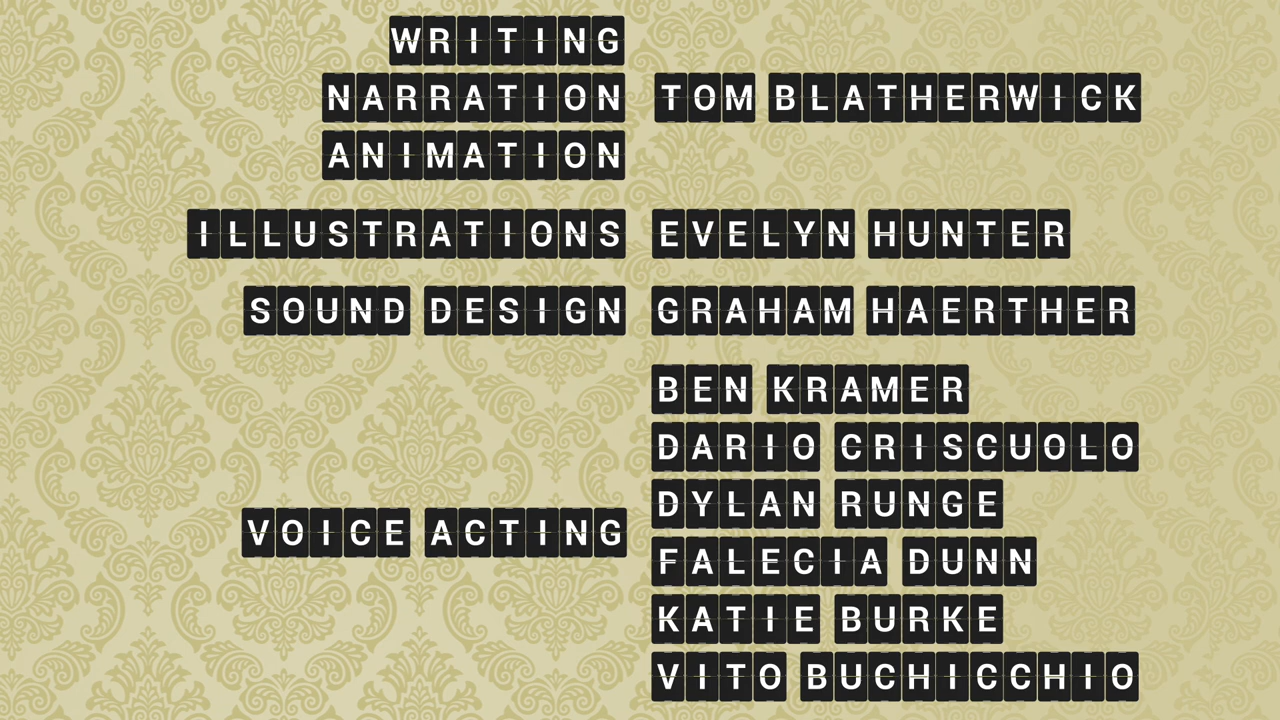 WRITING
NARRATION TOM BLATHERWICK
ANIMATION
ILLUSTRATIONS EVELYN HUNTER
SOUND DESIGN GRAHAM HAERTHER
VOICE ACTING
BEN KRAMER
DARIO CRISCUOLO
DYLAN RUNGE
FALECIA DUNN
KATIE BURKE
VITO BUCHICCHIO